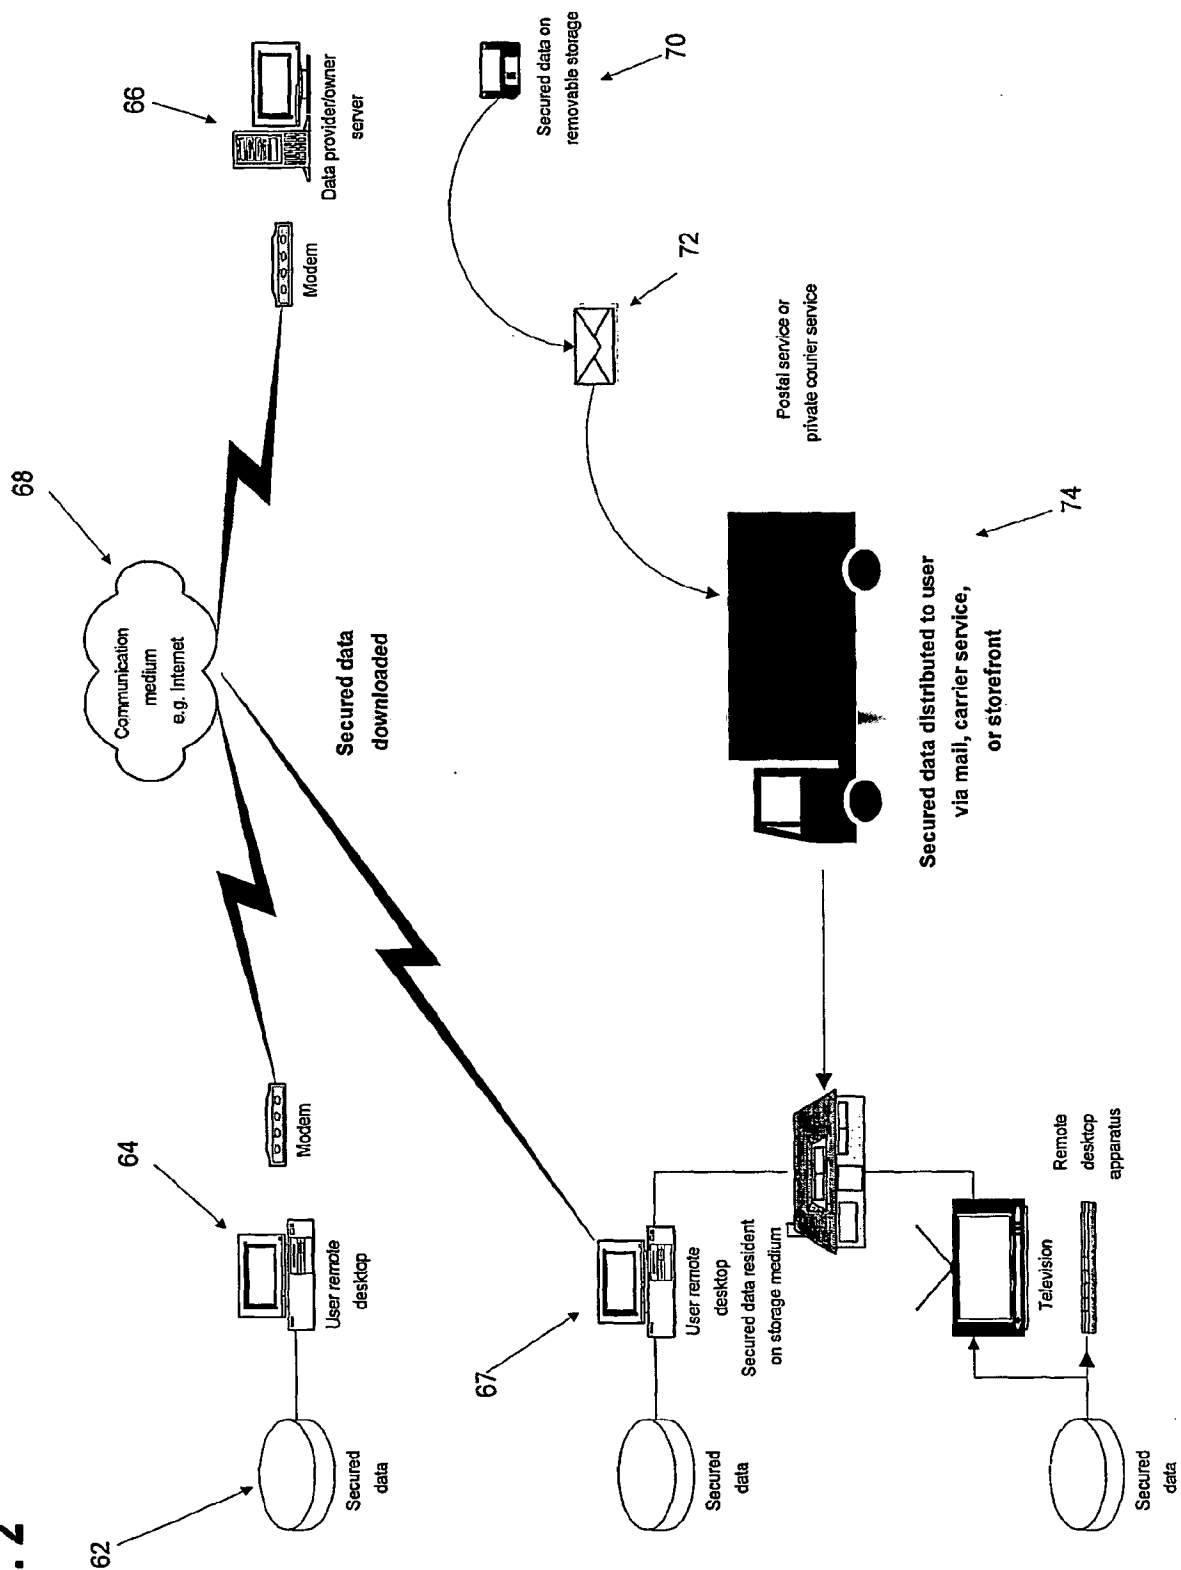 .2
62
Secured
data
64
User remote
desktop
Modem
68
Communication
medium
e.g. Internet
Modem
66
Data provider/owner
server
Secured data
downloaded
67
Secured
data
User remote
desktop
Secured data resident
on storage medium
Secured data on
removable storage
70
72
Postal service or
private courier service
74
Secured data distributed to user
via mail, carrier service,
or storefront
Television
Remote
desktop
apparatus
Secured
data